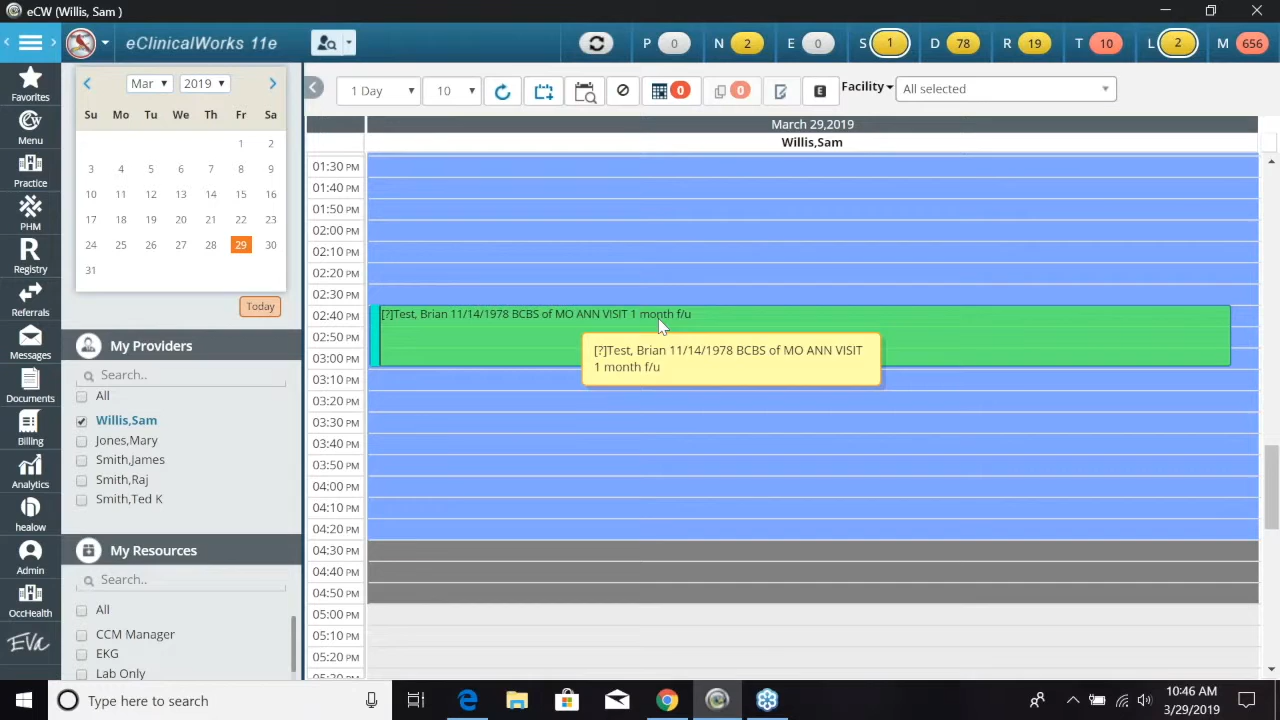 eCW (Willis, Sam )
eClinicalWorks 11e
P 0 N 2 E 0 S 1 D 78 R 19 T 10 L 2 M 656
Favorites
Menu
Practice
PHM
R
Registry
Referrals
Messages
Documents
Billing
Analytics
healow
Admin
OccHealth
EVA
Mar 2019
Su Mo Tu We Th Fr Sa
1 2
3 4 5 6 7 8 9
10 11 12 13 14 15 16
17 18 19 20 21 22 23
24 25 26 27 28 29 30
31
Today
My Providers
Search..
All
Willis,Sam
Jones,Mary
Smith,James
Smith,Raj
Smith,Ted K
My Resources
Search..
All
CCM Manager
EKG
Lab Only
1 Day 10 0 0 E Facility All selected
March 29,2019
Willis,Sam
01:30 PM
01:40 PM
01:50 PM
02:00 PM
02:10 PM
02:20 PM
02:30 PM
02:40 PM [?]Test, Brian 11/14/1978 BCBS of MO ANN VISIT 1 month f/u
02:50 PM
03:00 PM
[?]Test, Brian 11/14/1978 BCBS of MO ANN VISIT
1 month f/u
03:10 PM
03:20 PM
03:30 PM
03:40 PM
03:50 PM
04:00 PM
04:10 PM
04:20 PM
04:30 PM
04:40 PM
04:50 PM
05:00 PM
05:10 PM
05:20 PM
Type here to search
10:46 AM
3/29/2019